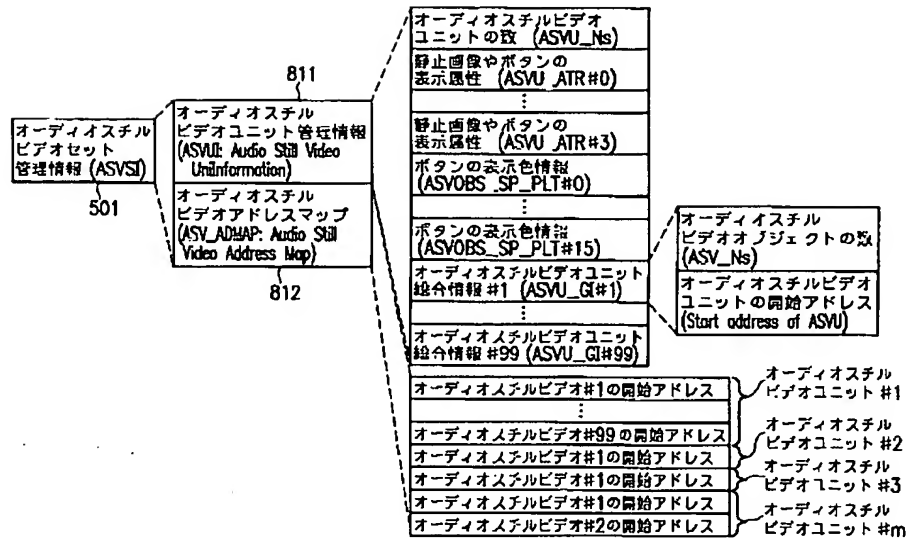 オーディオスチル
ビデオセット
管理情報 (ASVSI)
501
811
オーディオスチル
ビデオユニット管理情報
(ASVUI: Audio Still Video
UniInformation)
オーディオスチル
ビデオアドレスマップ
(ASV_ADMAP: Audio Still
Video Address Map)
812
オーディオスチルビデオ
ユニットの数 (ASVU_Ns)
静止画像やボタンの
表示属性 (ASVU_ATR#0)
⋮
静止画像やボタンの
表示属性 (ASVU_ATR#3)
ボタンの表示色情報
(ASVOBS_SP_PLT#0)
⋮
ボタンの表示色情報
(ASVOBS_SP_PLT#15)
オーディオスチルビデオユニット
総合情報#1 (ASVU_GI#1)
⋮
オーディオスチルビデオユニット
総合情報#99 (ASVU_GI#99)
オーディオスチル
ビデオオブジェクトの数
(ASV_Ns)
オーディオスチルビデオ
ユニットの開始アドレス
(Start address of ASVU)
オーディオスチルビデオ#1の開始アドレス
⋮
オーディオスチルビデオ#99の開始アドレス
オーディオスチルビデオ#1の開始アドレス
オーディオスチルビデオ#1の開始アドレス
オーディオスチルビデオ#1の開始アドレス
オーディオスチルビデオ#2の開始アドレス
オーディオスチル
ビデオユニット#1
オーディオスチル
ビデオユニット#2
オーディオスチル
ビデオユニット#3
オーディオスチル
ビデオユニット#m